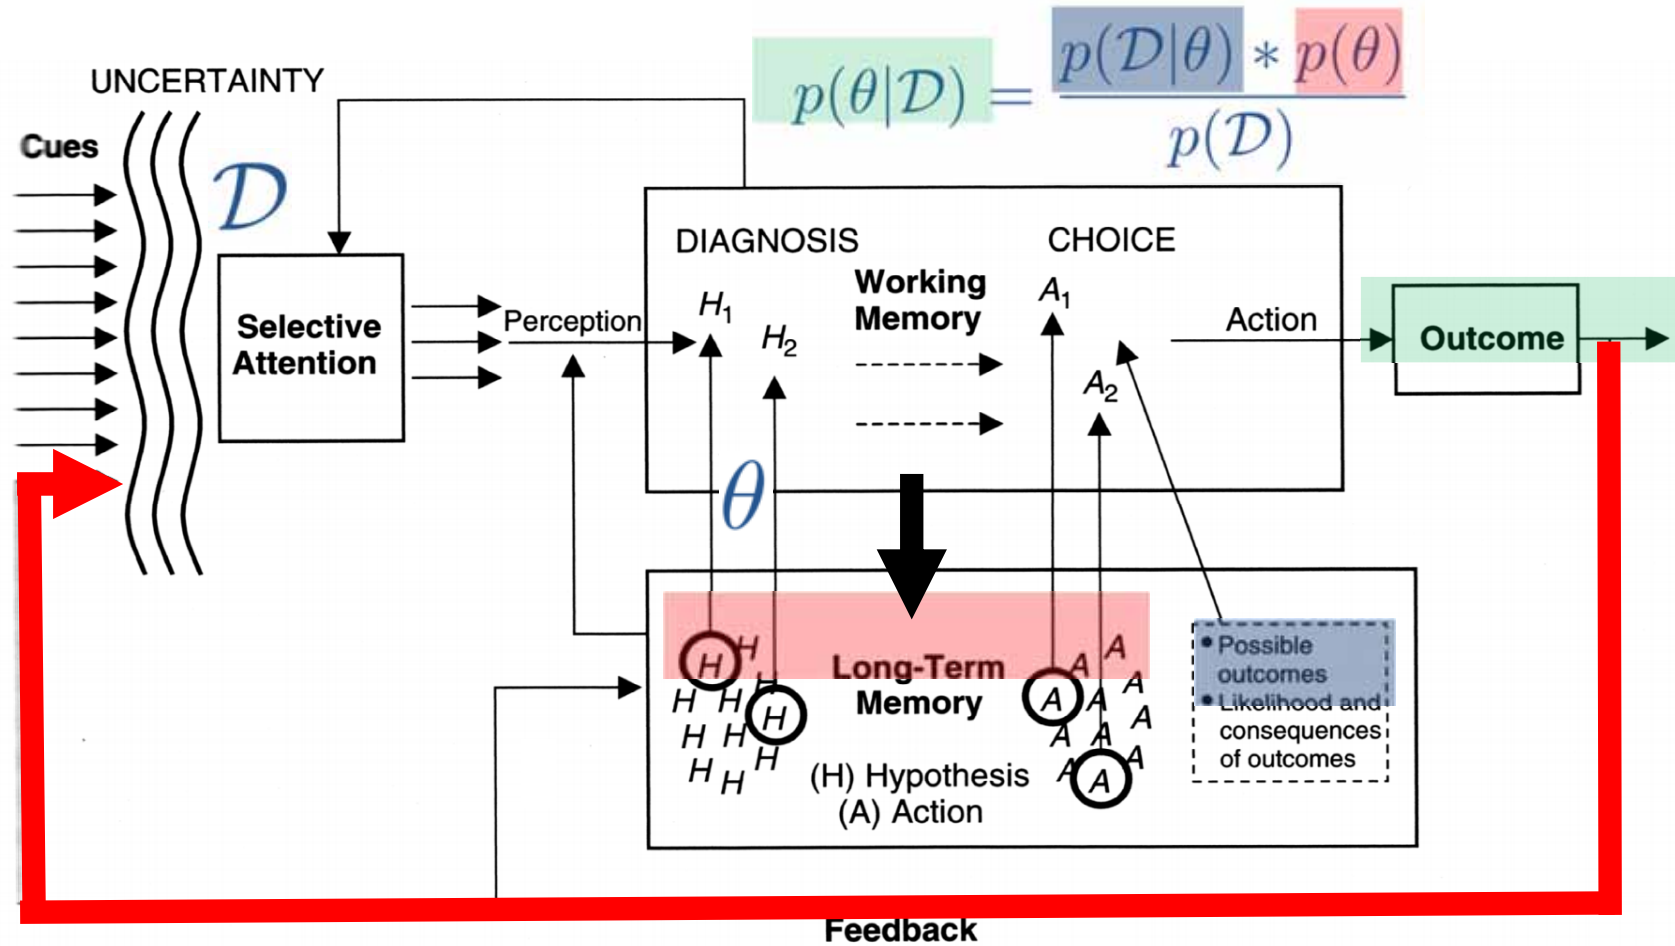 UNCERTAINTY
Cues
𝒟
p(θ|𝒟) = p(𝒟|θ) * p(θ)
p(𝒟)
Selective
Attention
Perception
DIAGNOSIS
H1
H2
Working
Memory
CHOICE
A1
A2
Action
Outcome
θ
H H
H H H H
H H H
H H
Long-Term
Memory
(H) Hypothesis
(A) Action
A A
A A A
A A A
A A A
• Possible
outcomes
• Likelihood and
consequences
of outcomes
Feedback